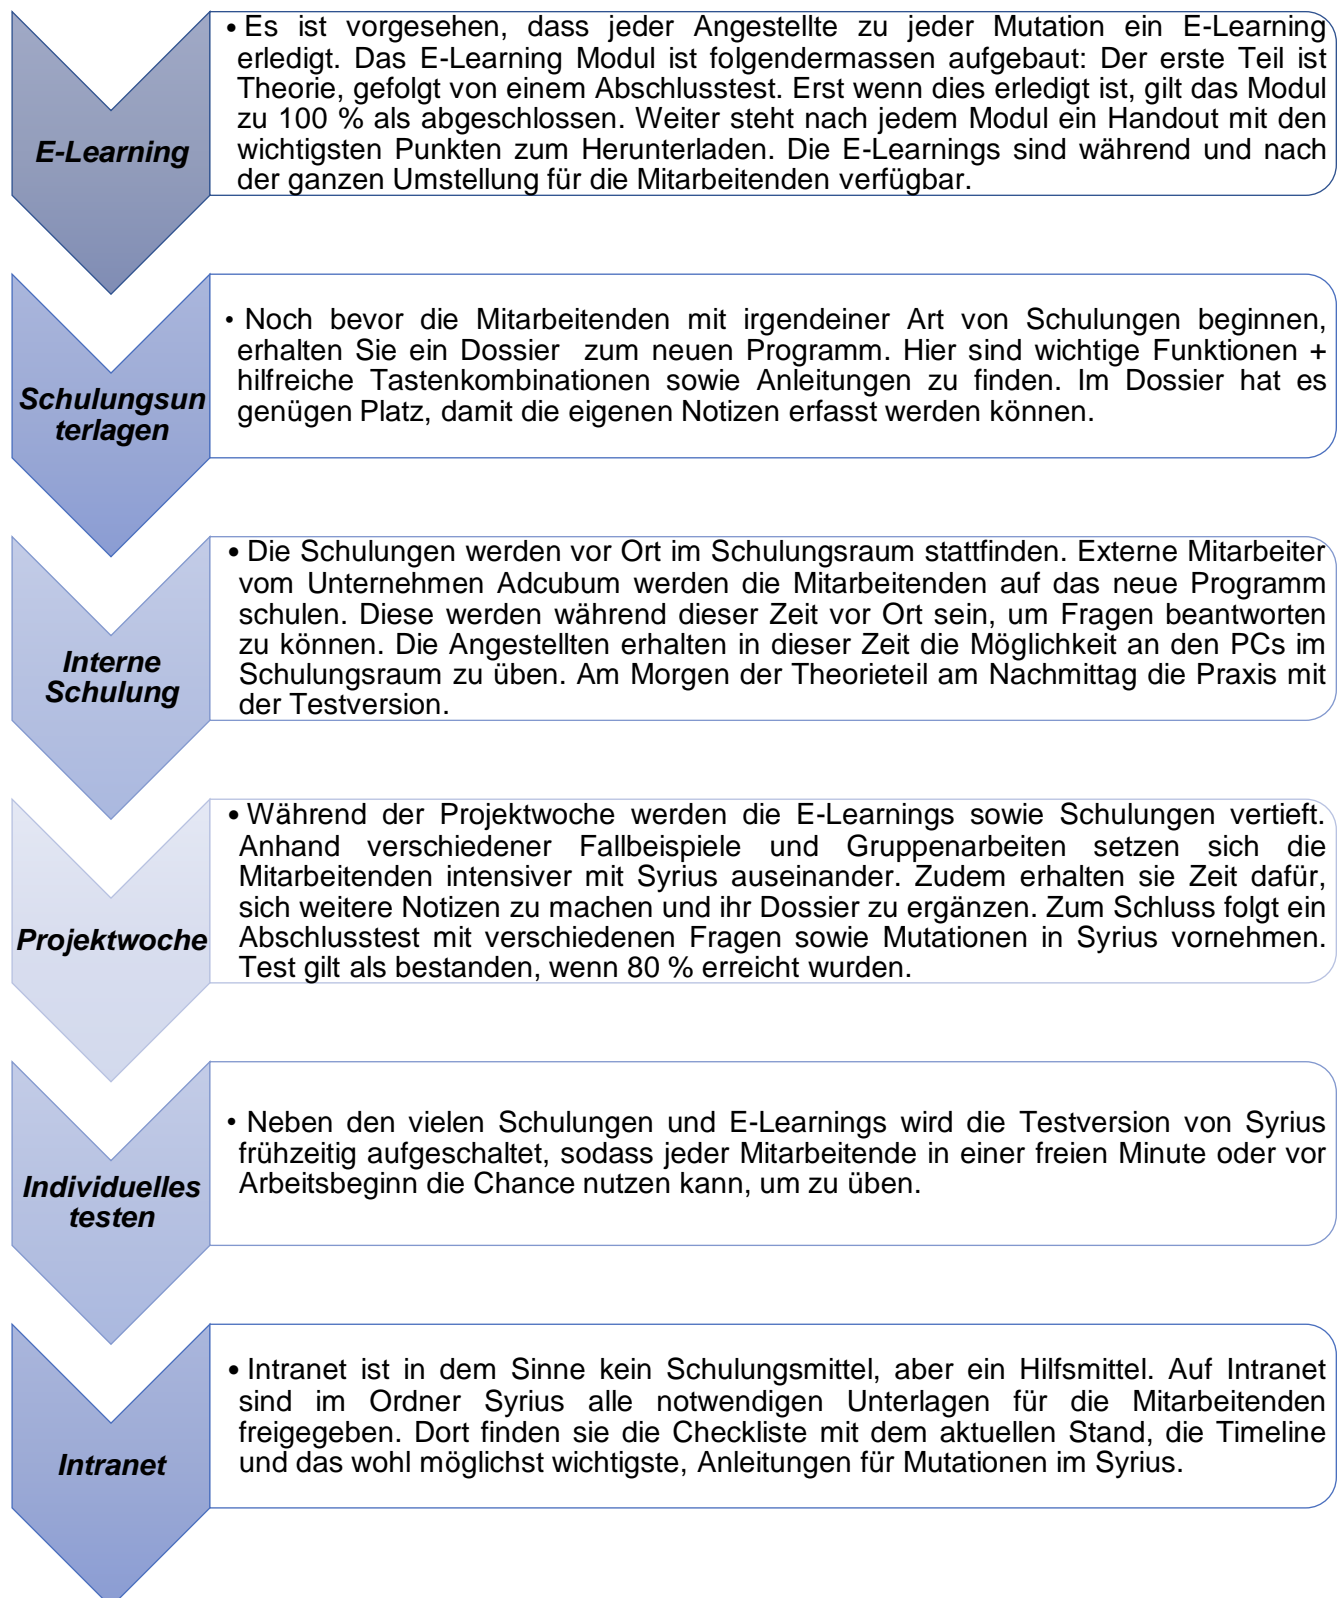 E-Learning
• Es ist vorgesehen, dass jeder Angestellte zu jeder Mutation ein E-Learning
erledigt. Das E-Learning Modul ist folgendermassen aufgebaut: Der erste Teil ist
Theorie, gefolgt von einem Abschlusstest. Erst wenn dies erledigt ist, gilt das Modul
zu 100 % als abgeschlossen. Weiter steht nach jedem Modul ein Handout mit den
wichtigsten Punkten zum Herunterladen. Die E-Learnings sind während und nach
der ganzen Umstellung für die Mitarbeitenden verfügbar.
Schulungsun
terlagen
• Noch bevor die Mitarbeitenden mit irgendeiner Art von Schulungen beginnen,
erhalten Sie ein Dossier zum neuen Programm. Hier sind wichtige Funktionen +
hilfreiche Tastenkombinationen sowie Anleitungen zu finden. Im Dossier hat es
genügen Platz, damit die eigenen Notizen erfasst werden können.
Interne
Schulung
• Die Schulungen werden vor Ort im Schulungsraum stattfinden. Externe Mitarbeiter
vom Unternehmen Adcubum werden die Mitarbeitenden auf das neue Programm
schulen. Diese werden während dieser Zeit vor Ort sein, um Fragen beantworten
zu können. Die Angestellten erhalten in dieser Zeit die Möglichkeit an den PCs im
Schulungsraum zu üben. Am Morgen der Theorieteil am Nachmittag die Praxis mit
der Testversion.
Projektwoche
• Während der Projektwoche werden die E-Learnings sowie Schulungen vertieft.
Anhand verschiedener Fallbeispiele und Gruppenarbeiten setzen sich die
Mitarbeitenden intensiver mit Syrius auseinander. Zudem erhalten sie Zeit dafür,
sich weitere Notizen zu machen und ihr Dossier zu ergänzen. Zum Schluss folgt ein
Abschlusstest mit verschiedenen Fragen sowie Mutationen in Syrius vornehmen.
Test gilt als bestanden, wenn 80 % erreicht wurden.
Individuelles
testen
• Neben den vielen Schulungen und E-Learnings wird die Testversion von Syrius
frühzeitig aufgeschaltet, sodass jeder Mitarbeitende in einer freien Minute oder vor
Arbeitsbeginn die Chance nutzen kann, um zu üben.
Intranet
• Intranet ist in dem Sinne kein Schulungsmittel, aber ein Hilfsmittel. Auf Intranet
sind im Ordner Syrius alle notwendigen Unterlagen für die Mitarbeitenden
freigegeben. Dort finden sie die Checkliste mit dem aktuellen Stand, die Timeline
und das wohl möglichst wichtigste, Anleitungen für Mutationen im Syrius.